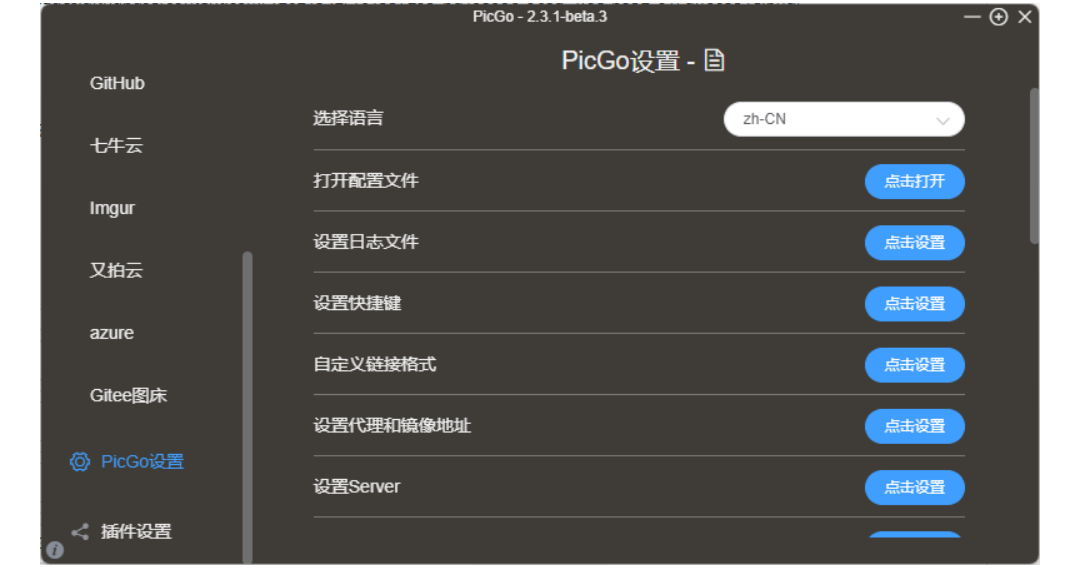 PicGo - 2.3.1-beta.3
PicGo设置 -
GitHub
七牛云
Imgur
又拍云
azure
Gitee图床
PicGo设置
插件设置
选择语言 zh-CN
打开配置文件 点击打开
设置日志文件 点击设置
设置快捷键 点击设置
自定义链接格式 点击设置
设置代理和镜像地址 点击设置
设置Server 点击设置